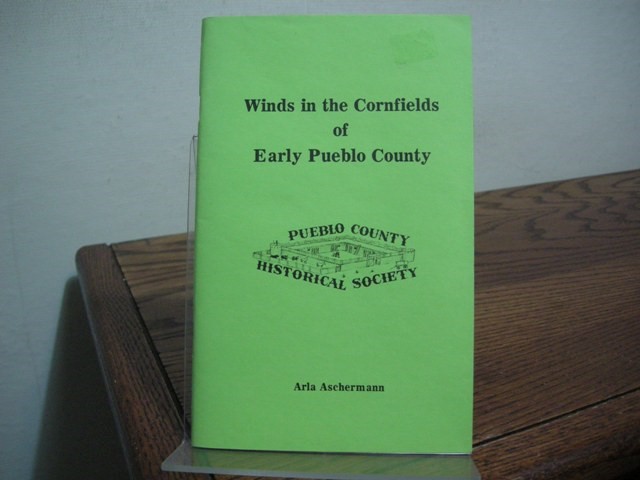 Winds in the Cornfields
of
Early Pueblo County
PUEBLO COUNTY
HISTORICAL SOCIETY
Arla Aschermann